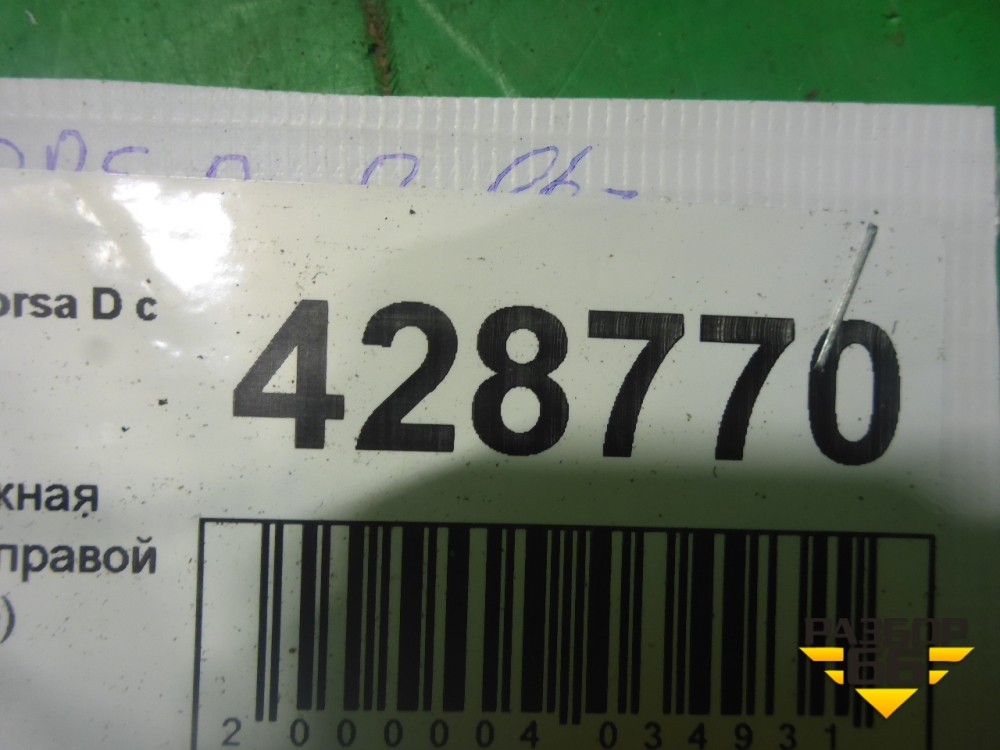 orsa D с
428770
жная
правой
)
2 000004 034931
РАЗБОР
66